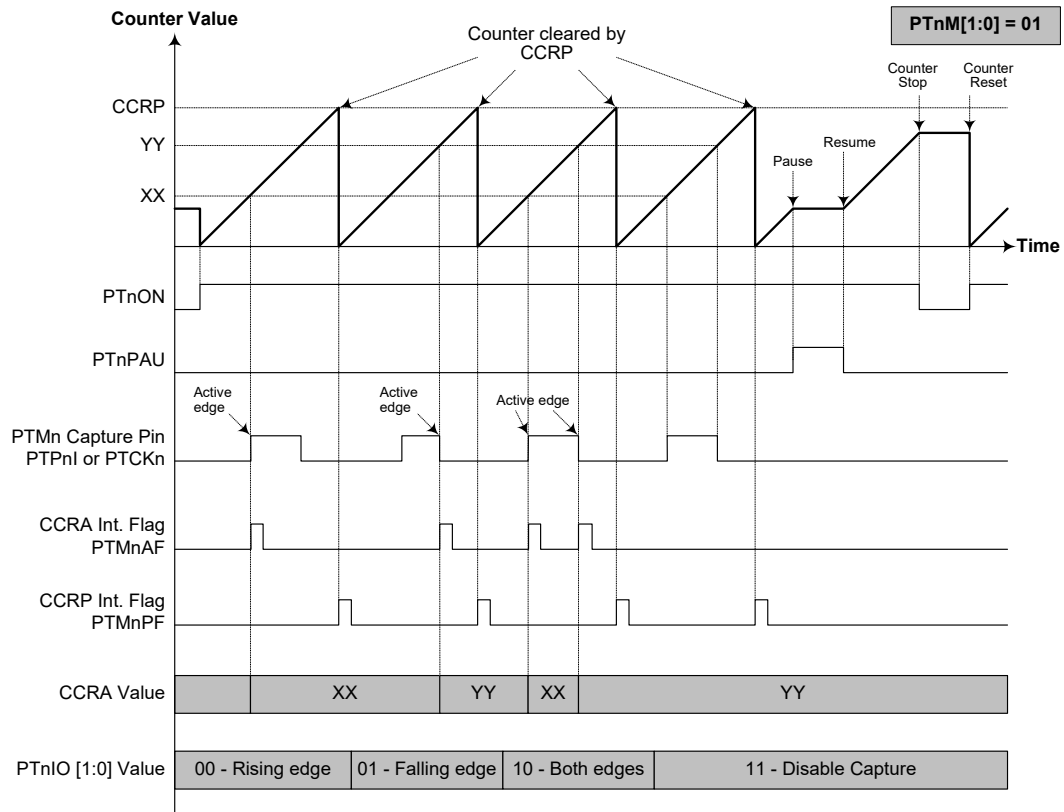 Counter Value
PTnM[1:0] = 01
Counter cleared by
CCRP
Counter
Stop
Counter
Reset
CCRP
YY
Resume
Pause
XX
Time
PTnON
PTnPAU
Active
edge
Active
edge
Active edge
PTMn Capture Pin
PTPnI or PTCKn
CCRA Int. Flag
PTMnAF
CCRP Int. Flag
PTMnPF
CCRA Value
XX
YY
XX
YY
PTnIO [1:0] Value
00 - Rising edge
01 - Falling edge
10 - Both edges
11 - Disable Capture